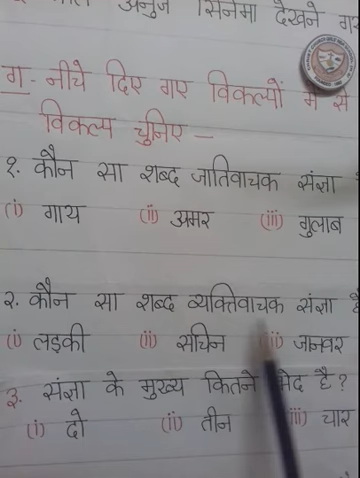 अनुज सिनेमा देखने
ग - नीचे दिए गए विकल्पों में से
विकल्प चुनिए –
१. कौन सा शब्द जातिवाचक संज्ञा
(i) गाय (ii) अमर (iii) गुलाब
२. कौन सा शब्द व्यक्तिवाचक संज्ञा
(i) लड़की (ii) सचिन (iii) जानवर
३. संज्ञा के मुख्य कितने भेद है?
(i) दो (ii) तीन (iii) चार